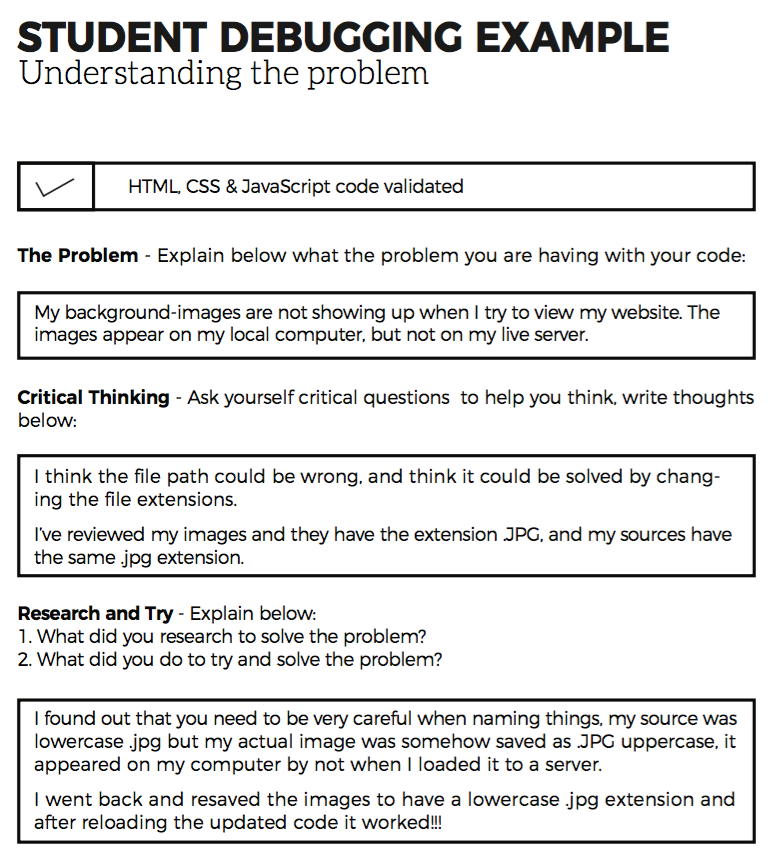 STUDENT DEBUGGING EXAMPLE
Understanding the problem
HTML, CSS & JavaScript code validated
The Problem - Explain below what the problem you are having with your code:
My background-images are not showing up when I try to view my website. The
images appear on my local computer, but not on my live server.
Critical Thinking - Ask yourself critical questions  to help you think, write thoughts
below:
I think the file path could be wrong, and think it could be solved by chang-
ing the file extensions.
I've reviewed my images and they have the extension .JPG, and my sources have
the same .jpg extension.
Research and Try - Explain below:
1. What did you research to solve the problem?
2. What did you do to try and solve the problem?
I found out that you need to be very careful when naming things, my source was
lowercase .jpg but my actual image was somehow saved as .JPG uppercase, it
appeared on my computer by not when I loaded it to a server.
I went back and resaved the images to have a lowercase .jpg extension and
after reloading the updated code it worked!!!